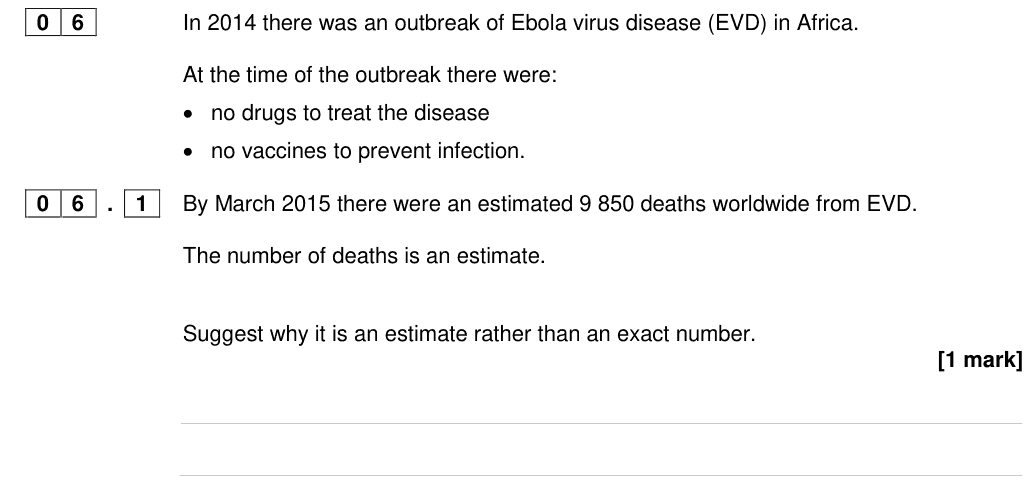 0 6 In 2014 there was an outbreak of Ebola virus disease (EVD) in Africa.
At the time of the outbreak there were:
• no drugs to treat the disease
• no vaccines to prevent infection.
0 6 . 1 By March 2015 there were an estimated 9 850 deaths worldwide from EVD.
The number of deaths is an estimate.
Suggest why it is an estimate rather than an exact number.
[1 mark]